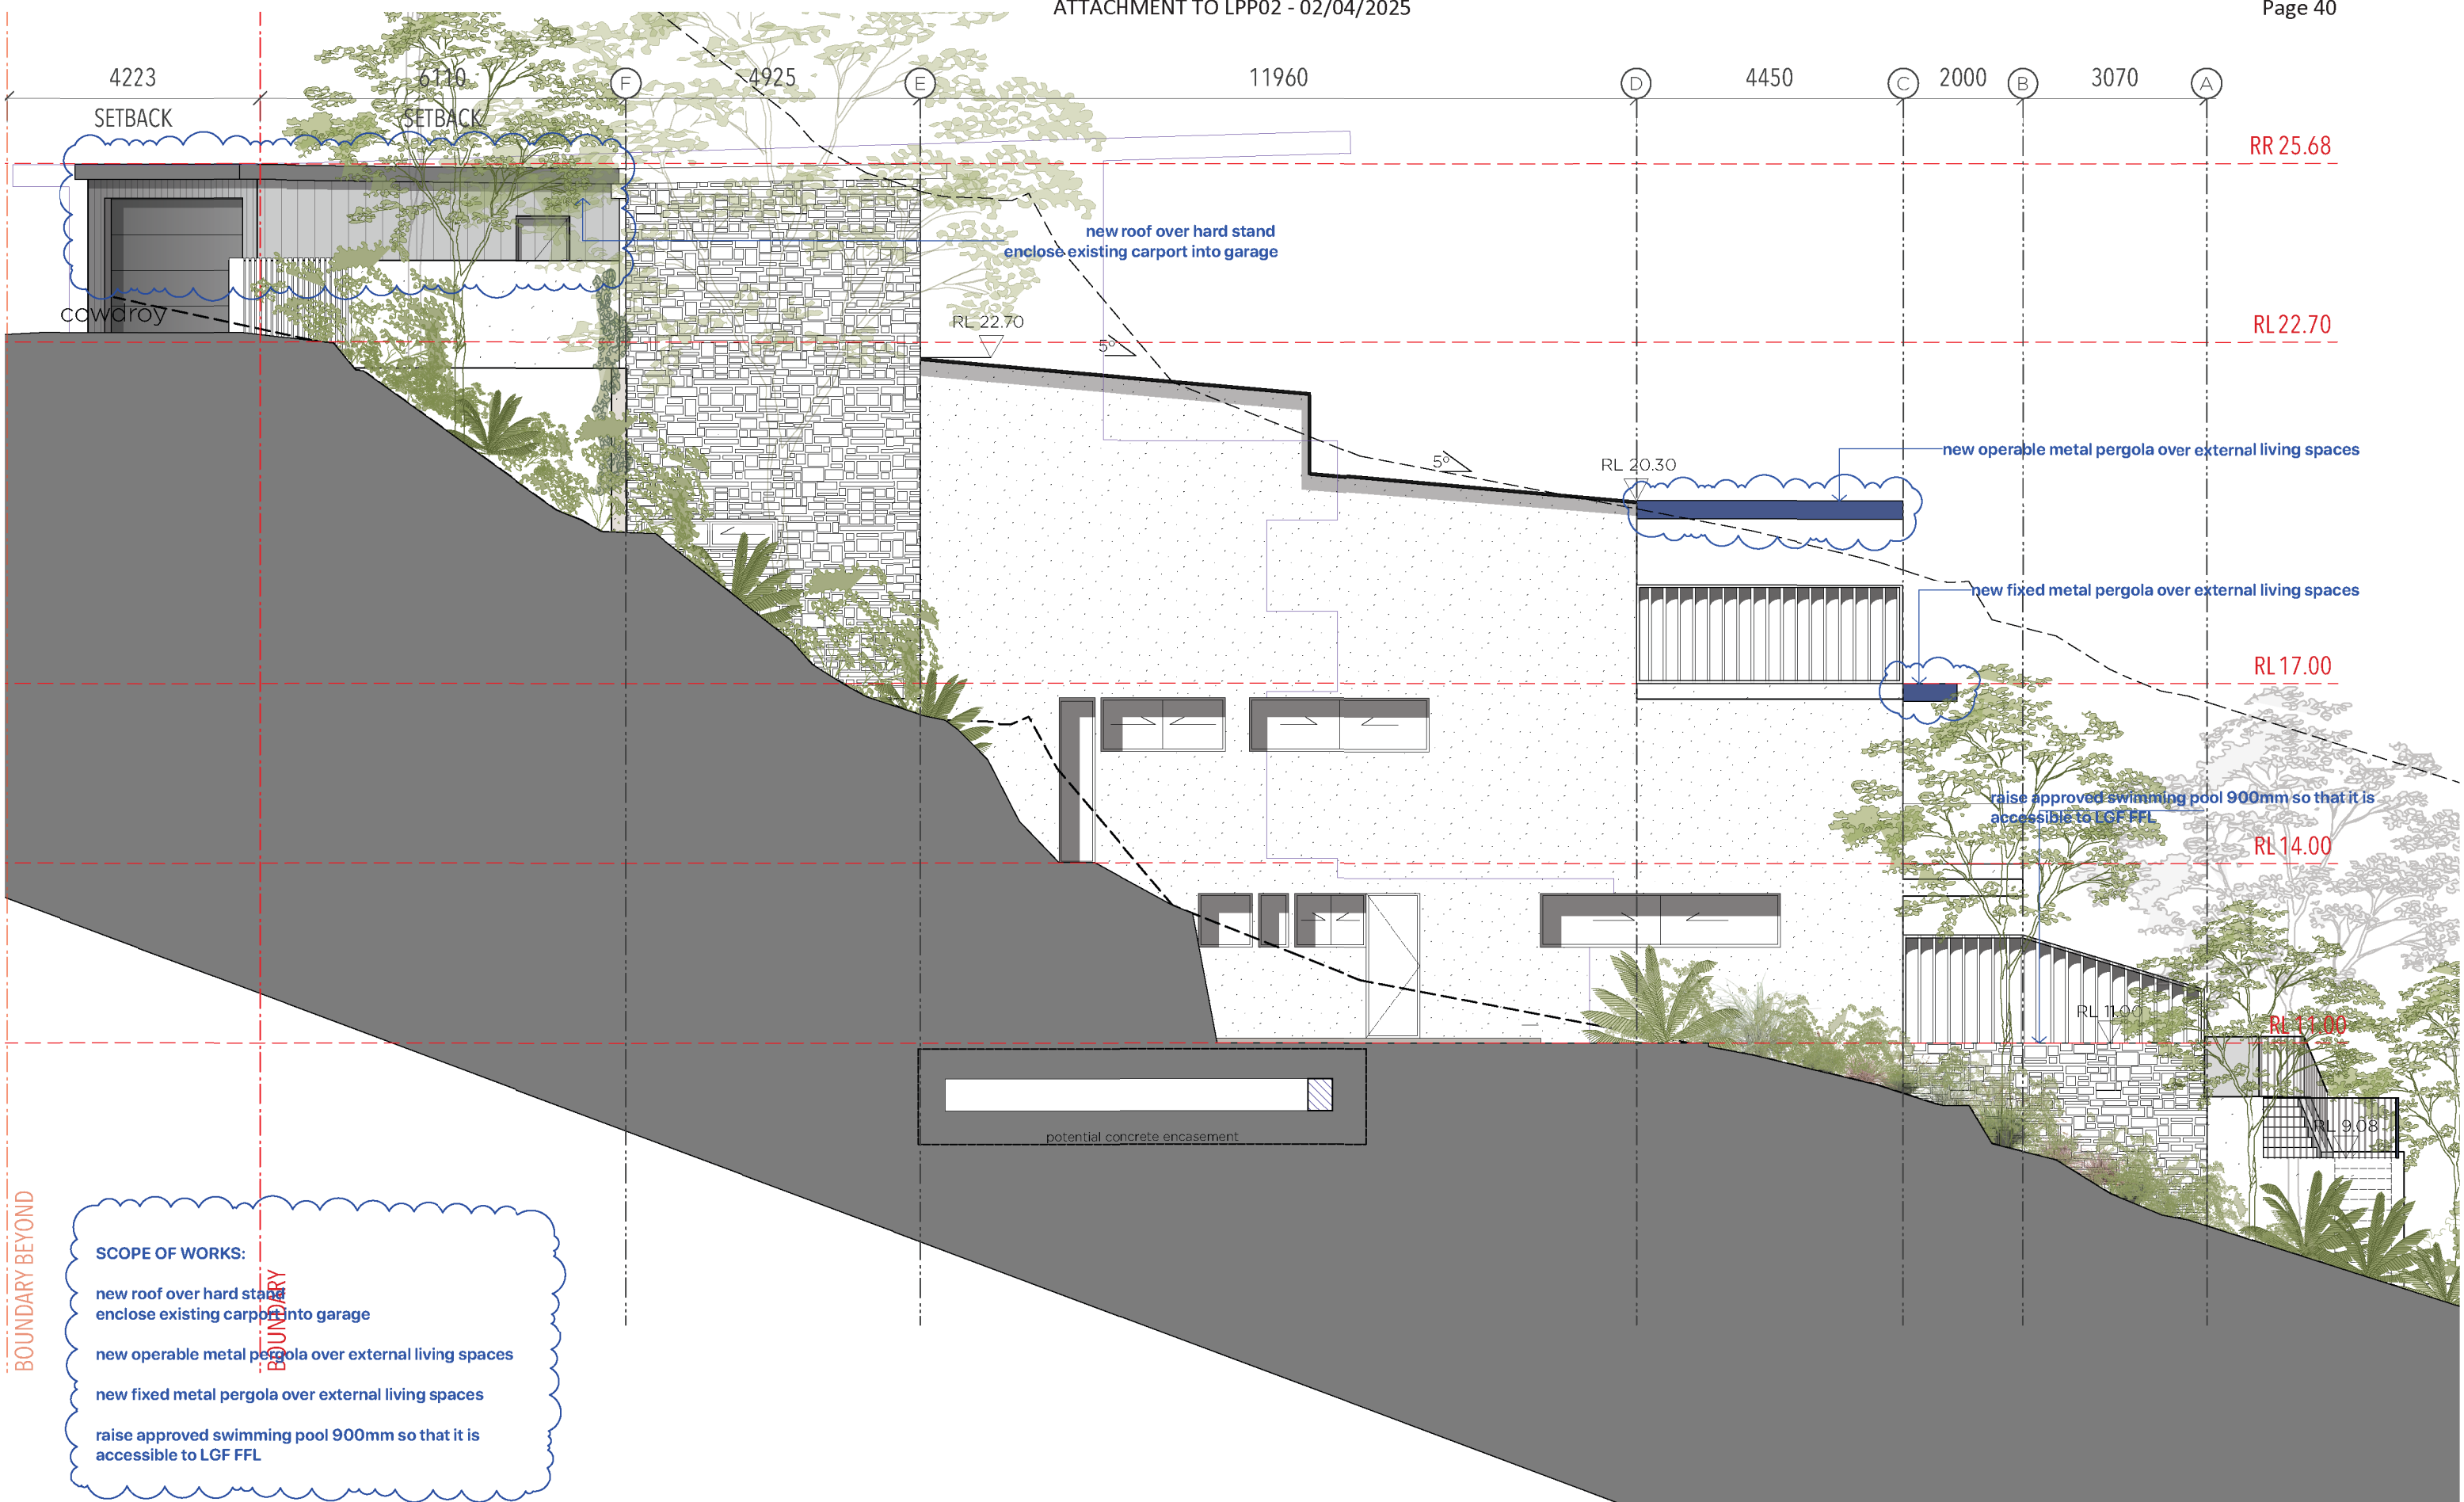 ATTACHMENT TO LPP02 - 02/04/2025
Page 40
4223
6110
F
4925
E
11960
D
4450
C
2000
B
3070
A
SETBACK
SETBACK
RR 25.68
new roof over hard stand
enclose existing carport into garage
cowdroy
RL 22.70
RL 22.70
5°
new operable metal pergola over external living spaces
5°
RL 20.30
new fixed metal pergola over external living spaces
RL 17.00
raise approved swimming pool 900mm so that it is
accessible to LGF FFL
RL 14.00
RL 11.00
RL 11.00
RL 9.08
potential concrete encasement
BOUNDARY BEYOND
BOUNDARY
SCOPE OF WORKS:
new roof over hard stand
enclose existing carport into garage
new operable metal pergola over external living spaces
new fixed metal pergola over external living spaces
raise approved swimming pool 900mm so that it is
accessible to LGF FFL